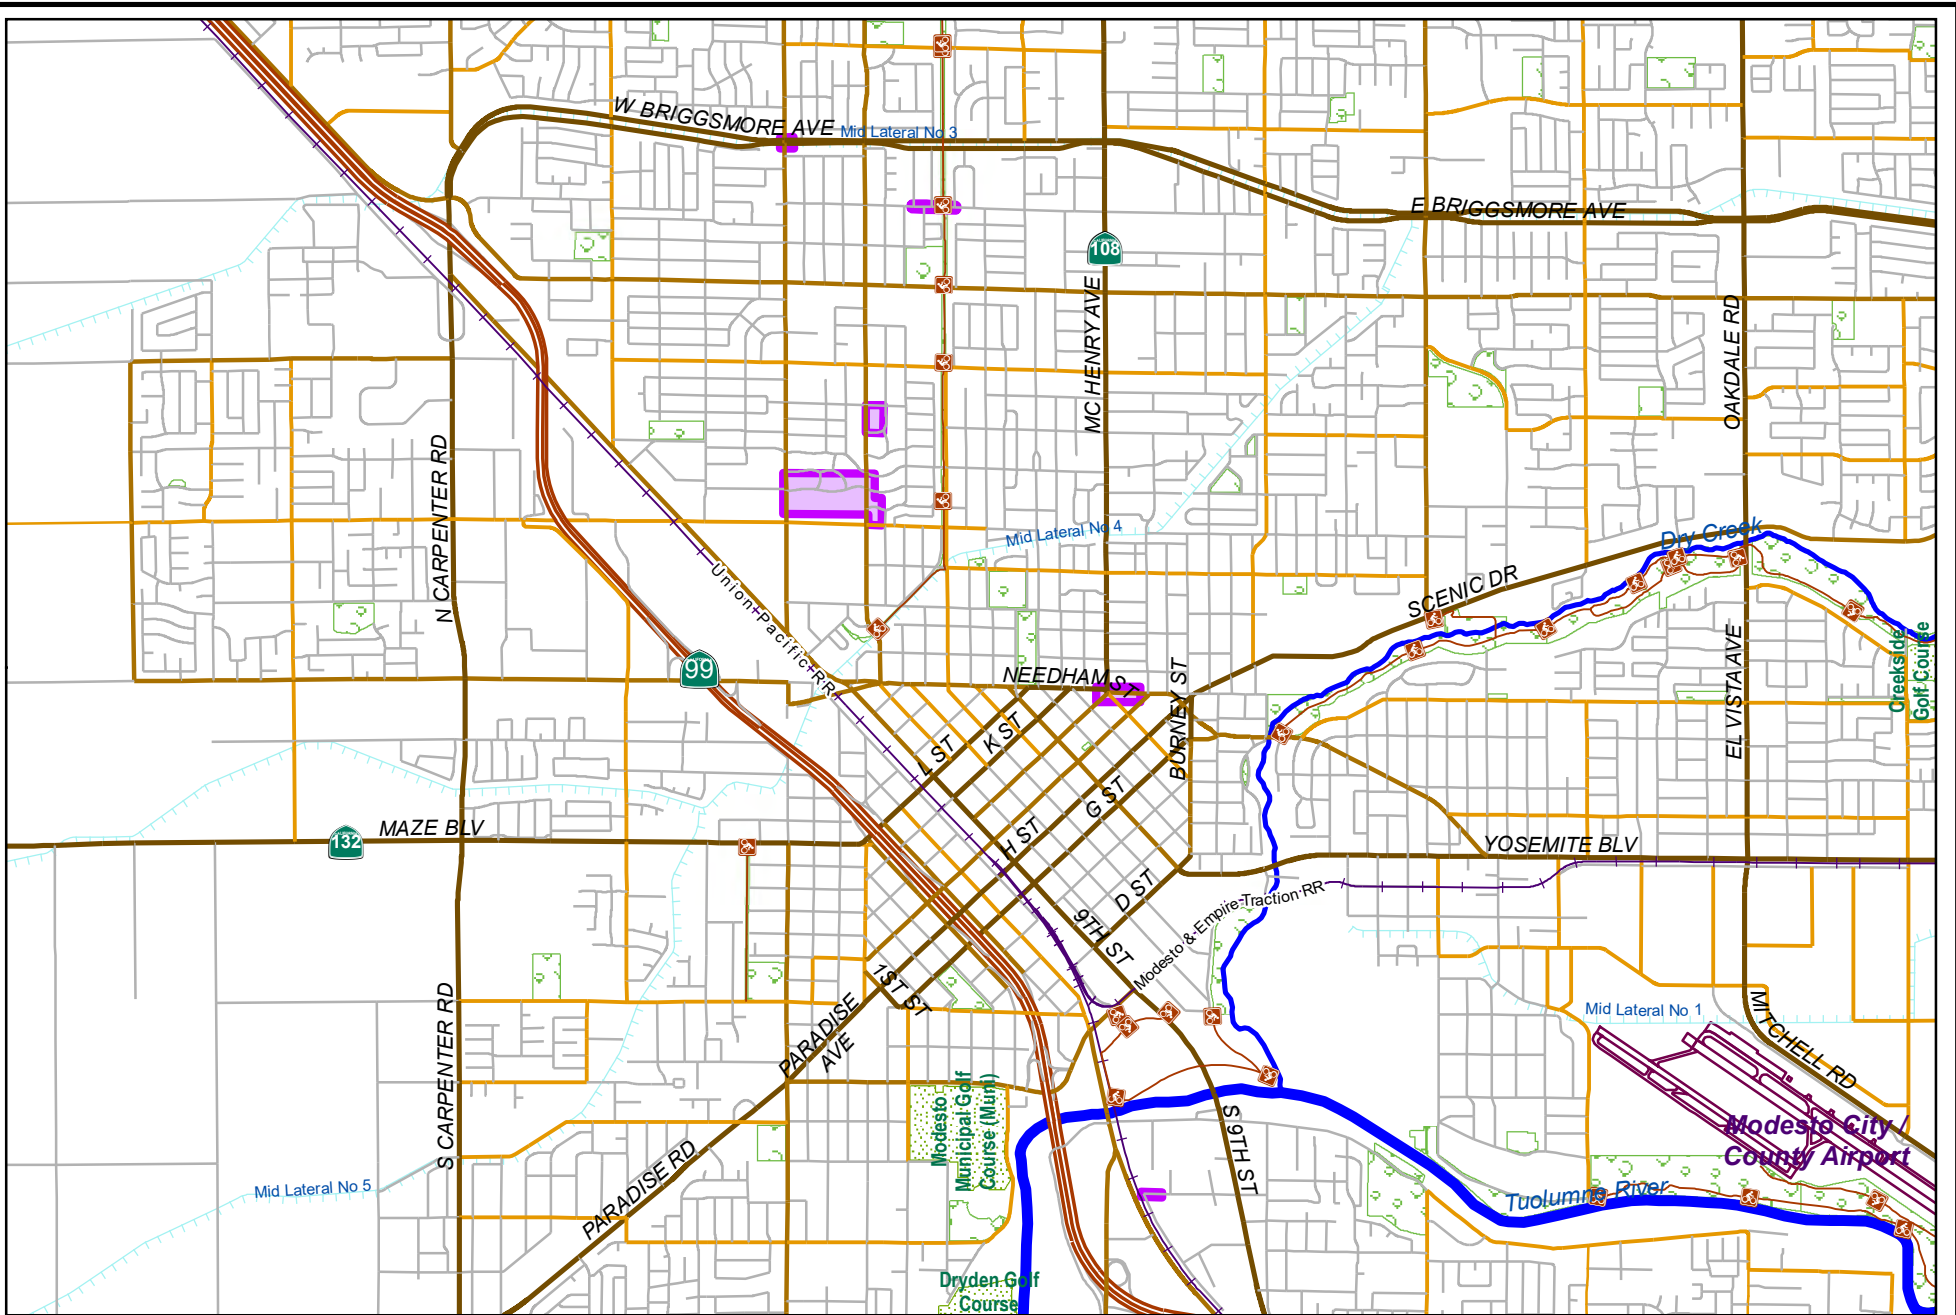 W BRIGGSMORE AVE
Mid Lateral No 3
E BRIGGSMORE AVE
108
MC HENRY AVE
OAKDALE RD
N CARPENTER RD
Mid Lateral No 4
Dry Creek
Union Pacific RR
SCENIC DR
99
NEEDHAM ST
BURNEY ST
EL VISTA AVE
Creekside
Golf Course
L ST
K ST
G ST
H ST
132
MAZE BLV
YOSEMITE BLV
D ST
9TH ST
Modesto & Empire Traction RR
1ST ST
S CARPENTER RD
PARADISE
AVE
Mid Lateral No 1
MITCHELL RD
Modesto
Municipal Golf
Course (Muni)
S 9TH ST
Modesto City /
County Airport
PARADISE RD
Mid Lateral No 5
Tuolumne River
Dryden Golf
Course